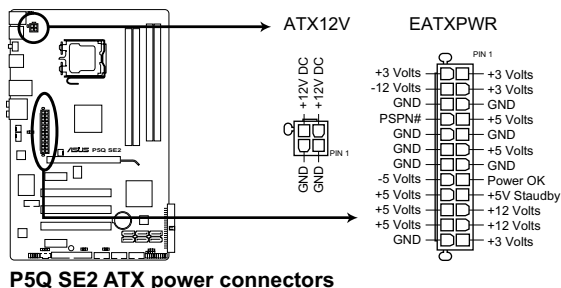 ATX12V
EATXPWR
+12V DC
+12V DC
GND
GND
PIN 1
PIN 1
+3 Volts
-12 Volts
GND
PSPN#
GND
GND
GND
-5 Volts
+5 Volts
+5 Volts
+5 Volts
GND
+3 Volts
+3 Volts
GND
+5 Volts
GND
+5 Volts
GND
Power OK
+5V Staudby
+12 Volts
+12 Volts
+3 Volts
ASUS P5Q SE2
P5Q SE2 ATX power connectors